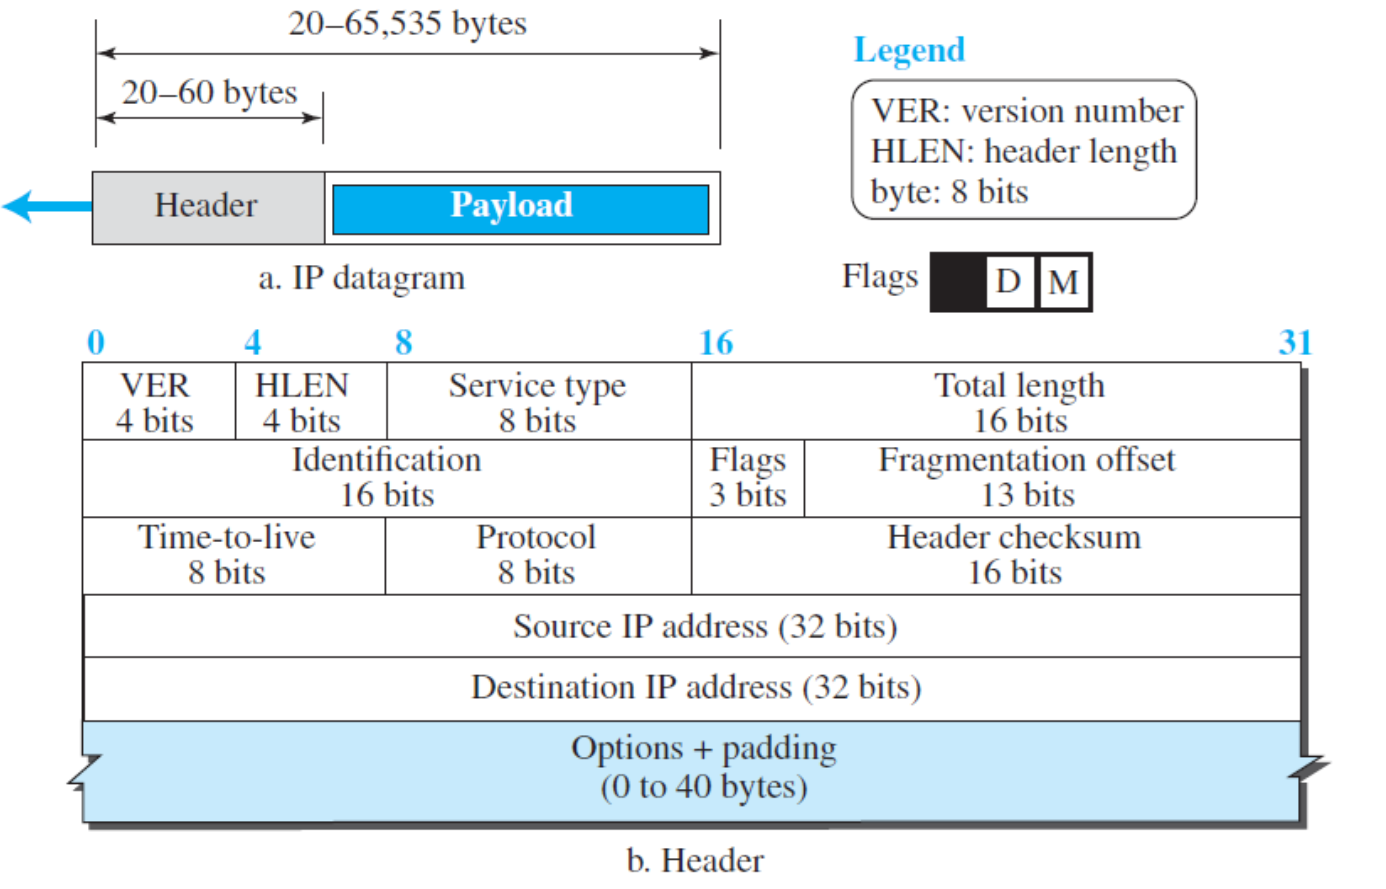 20–65,535 bytes
20–60 bytes
Header
Payload
a. IP datagram
Legend
VER: version number
HLEN: header length
byte: 8 bits
Flags
D
M
0
4
8
16
31
VER
4 bits
HLEN
4 bits
Service type
8 bits
Total length
16 bits
Identification
16 bits
Flags
3 bits
Fragmentation offset
13 bits
Time-to-live
8 bits
Protocol
8 bits
Header checksum
16 bits
Source IP address (32 bits)
Destination IP address (32 bits)
Options + padding
(0 to 40 bytes)
b. Header